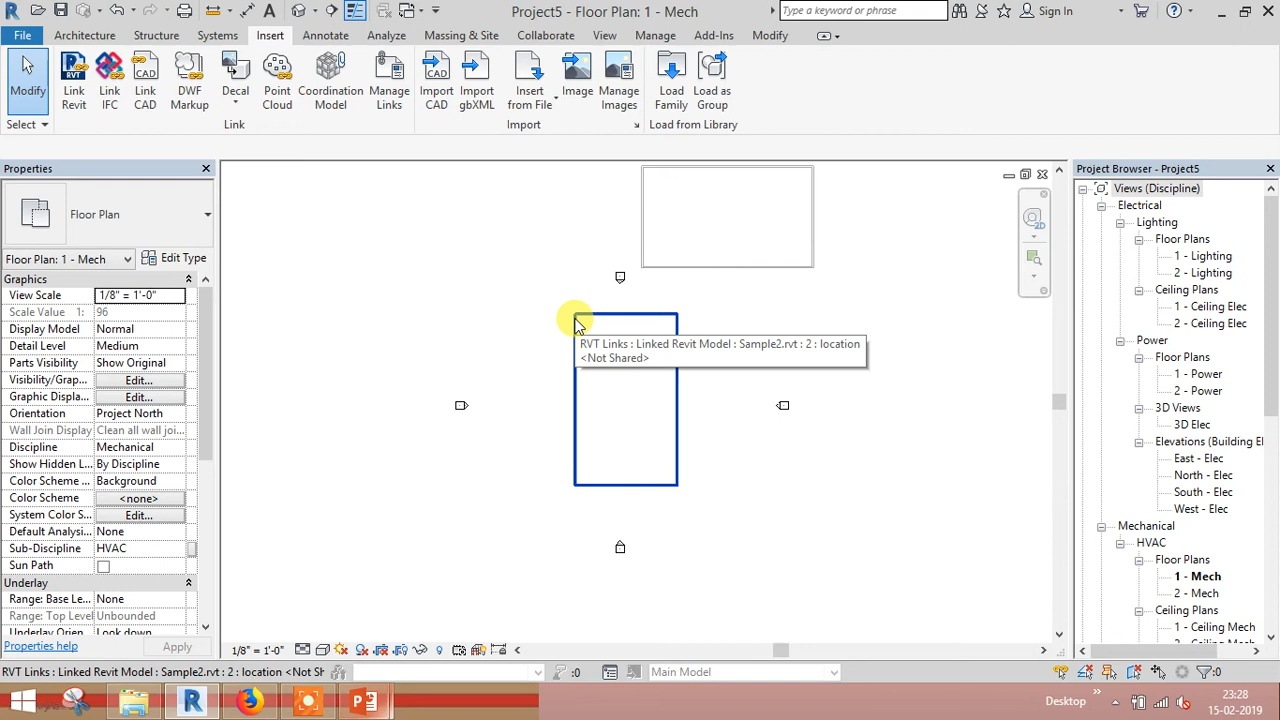 Project5 - Floor Plan: 1 - Mech
Type a keyword or phrase
Sign In
File Architecture Structure Systems Insert Annotate Analyze Massing & Site Collaborate View Manage Add-Ins Modify
Modify
Link Revit
Link IFC
Link CAD
DWF Markup
Decal
Point Cloud
Coordination Model
Manage Links
Import CAD
Import gbXML
Insert from File
Image
Manage Images
Load Family
Load as Group
Select
Link
Import
Load from Library
Properties
Floor Plan
Floor Plan: 1 - Mech
Edit Type
Graphics
View Scale 1/8" = 1'-0"
Scale Value 1: 96
Display Model Normal
Detail Level Medium
Parts Visibility Show Original
Visibility/Grap... Edit...
Graphic Displa... Edit...
Orientation Project North
Wall Join Display Clean all wall joi...
Discipline Mechanical
Show Hidden L... By Discipline
Color Scheme ... Background
Color Scheme <none>
System Color S... Edit...
Default Analysi... None
Sub-Discipline HVAC
Sun Path
Underlay
Range: Base Le... None
Range: Top Level Unbounded
Underlay Orien... Look down
Properties help
Apply
RVT Links : Linked Revit Model : Sample2.rvt : 2 : location
<Not Shared>
2D
Project Browser - Project5
Views (Discipline)
Electrical
Lighting
Floor Plans
1 - Lighting
2 - Lighting
Ceiling Plans
1 - Ceiling Elec
2 - Ceiling Elec
Power
Floor Plans
1 - Power
2 - Power
3D Views
3D Elec
Elevations (Building El
East - Elec
North - Elec
South - Elec
West - Elec
Mechanical
HVAC
Floor Plans
1 - Mech
2 - Mech
Ceiling Plans
1 - Ceiling Mech
1/8" = 1'-0"
RVT Links : Linked Revit Model : Sample2.rvt : 2 : location <Not Sh
:0
Main Model
:0
Desktop
23:28
15-02-2019